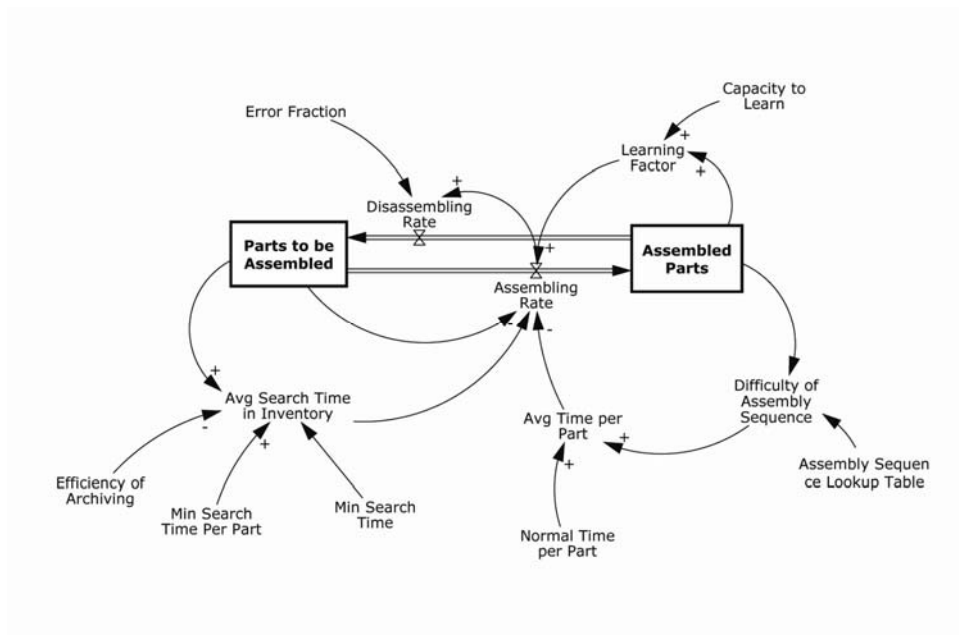 Capacity to
Learn
Error Fraction
+
Learning
Factor
+
+
Disassembling
Rate
+
Parts to be
Assembled
Assembled
Parts
+
Assembling
Rate
-
-
+
Avg Search Time
in Inventory
-
+
Difficulty of
Assembly
Sequence
Avg Time per
Part
+
+
Assembly Sequen
ce Lookup Table
Efficiency of
Archiving
Min Search
Time Per Part
Min Search
Time
Normal Time
per Part